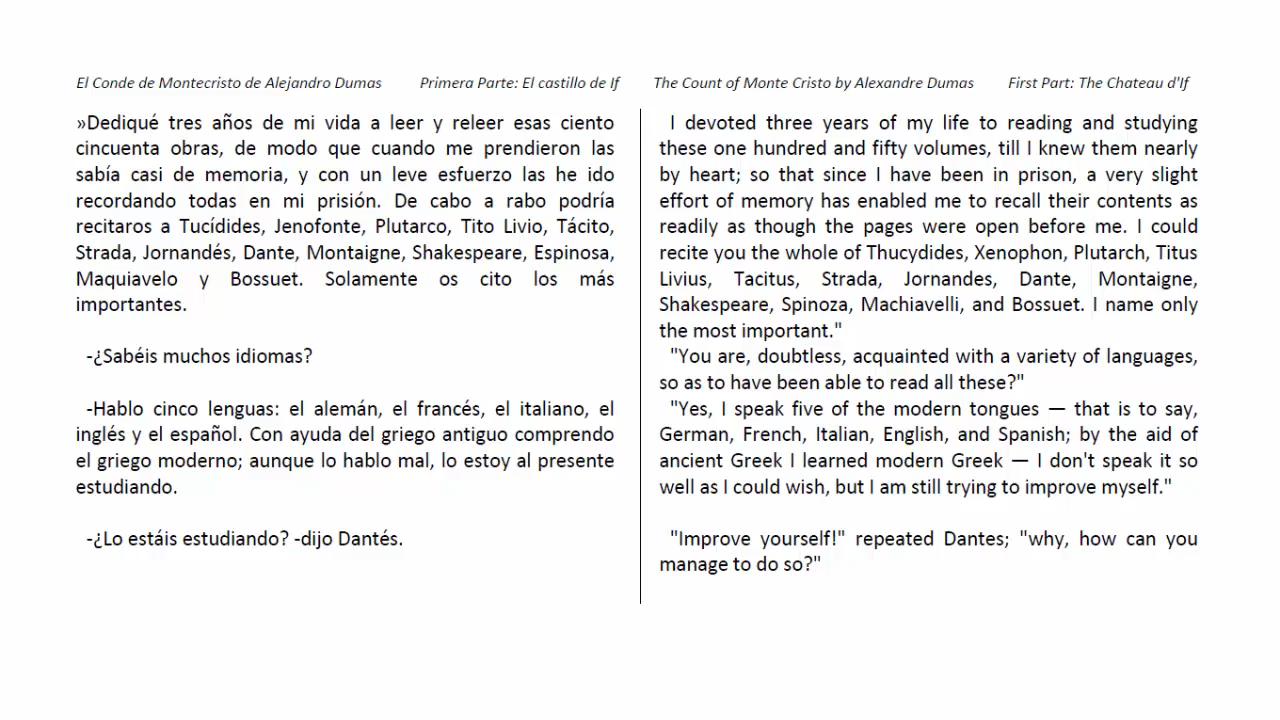 El Conde de Montecristo de Alejandro Dumas Primera Parte: El castillo de If
»Dediqué tres años de mi vida a leer y releer esas ciento
cincuenta obras, de modo que cuando me prendieron las
sabía casi de memoria, y con un leve esfuerzo las he ido
recordando todas en mi prisión. De cabo a rabo podría
recitaros a Tucídides, Jenofonte, Plutarco, Tito Livio, Tácito,
Strada, Jornandés, Dante, Montaigne, Shakespeare, Espinosa,
Maquiavelo y Bossuet. Solamente os cito los más
importantes.
-¿Sabéis muchos idiomas?
-Hablo cinco lenguas: el alemán, el francés, el italiano, el
inglés y el español. Con ayuda del griego antiguo comprendo
el griego moderno; aunque lo hablo mal, lo estoy al presente
estudiando.
-¿Lo estáis estudiando? -dijo Dantés.
The Count of Monte Cristo by Alexandre Dumas First Part: The Chateau d'If
I devoted three years of my life to reading and studying
these one hundred and fifty volumes, till I knew them nearly
by heart; so that since I have been in prison, a very slight
effort of memory has enabled me to recall their contents as
readily as though the pages were open before me. I could
recite you the whole of Thucydides, Xenophon, Plutarch, Titus
Livius, Tacitus, Strada, Jornandes, Dante, Montaigne,
Shakespeare, Spinoza, Machiavelli, and Bossuet. I name only
the most important."
"You are, doubtless, acquainted with a variety of languages,
so as to have been able to read all these?"
"Yes, I speak five of the modern tongues — that is to say,
German, French, Italian, English, and Spanish; by the aid of
ancient Greek I learned modern Greek — I don't speak it so
well as I could wish, but I am still trying to improve myself."
"Improve yourself!" repeated Dantes; "why, how can you
manage to do so?"